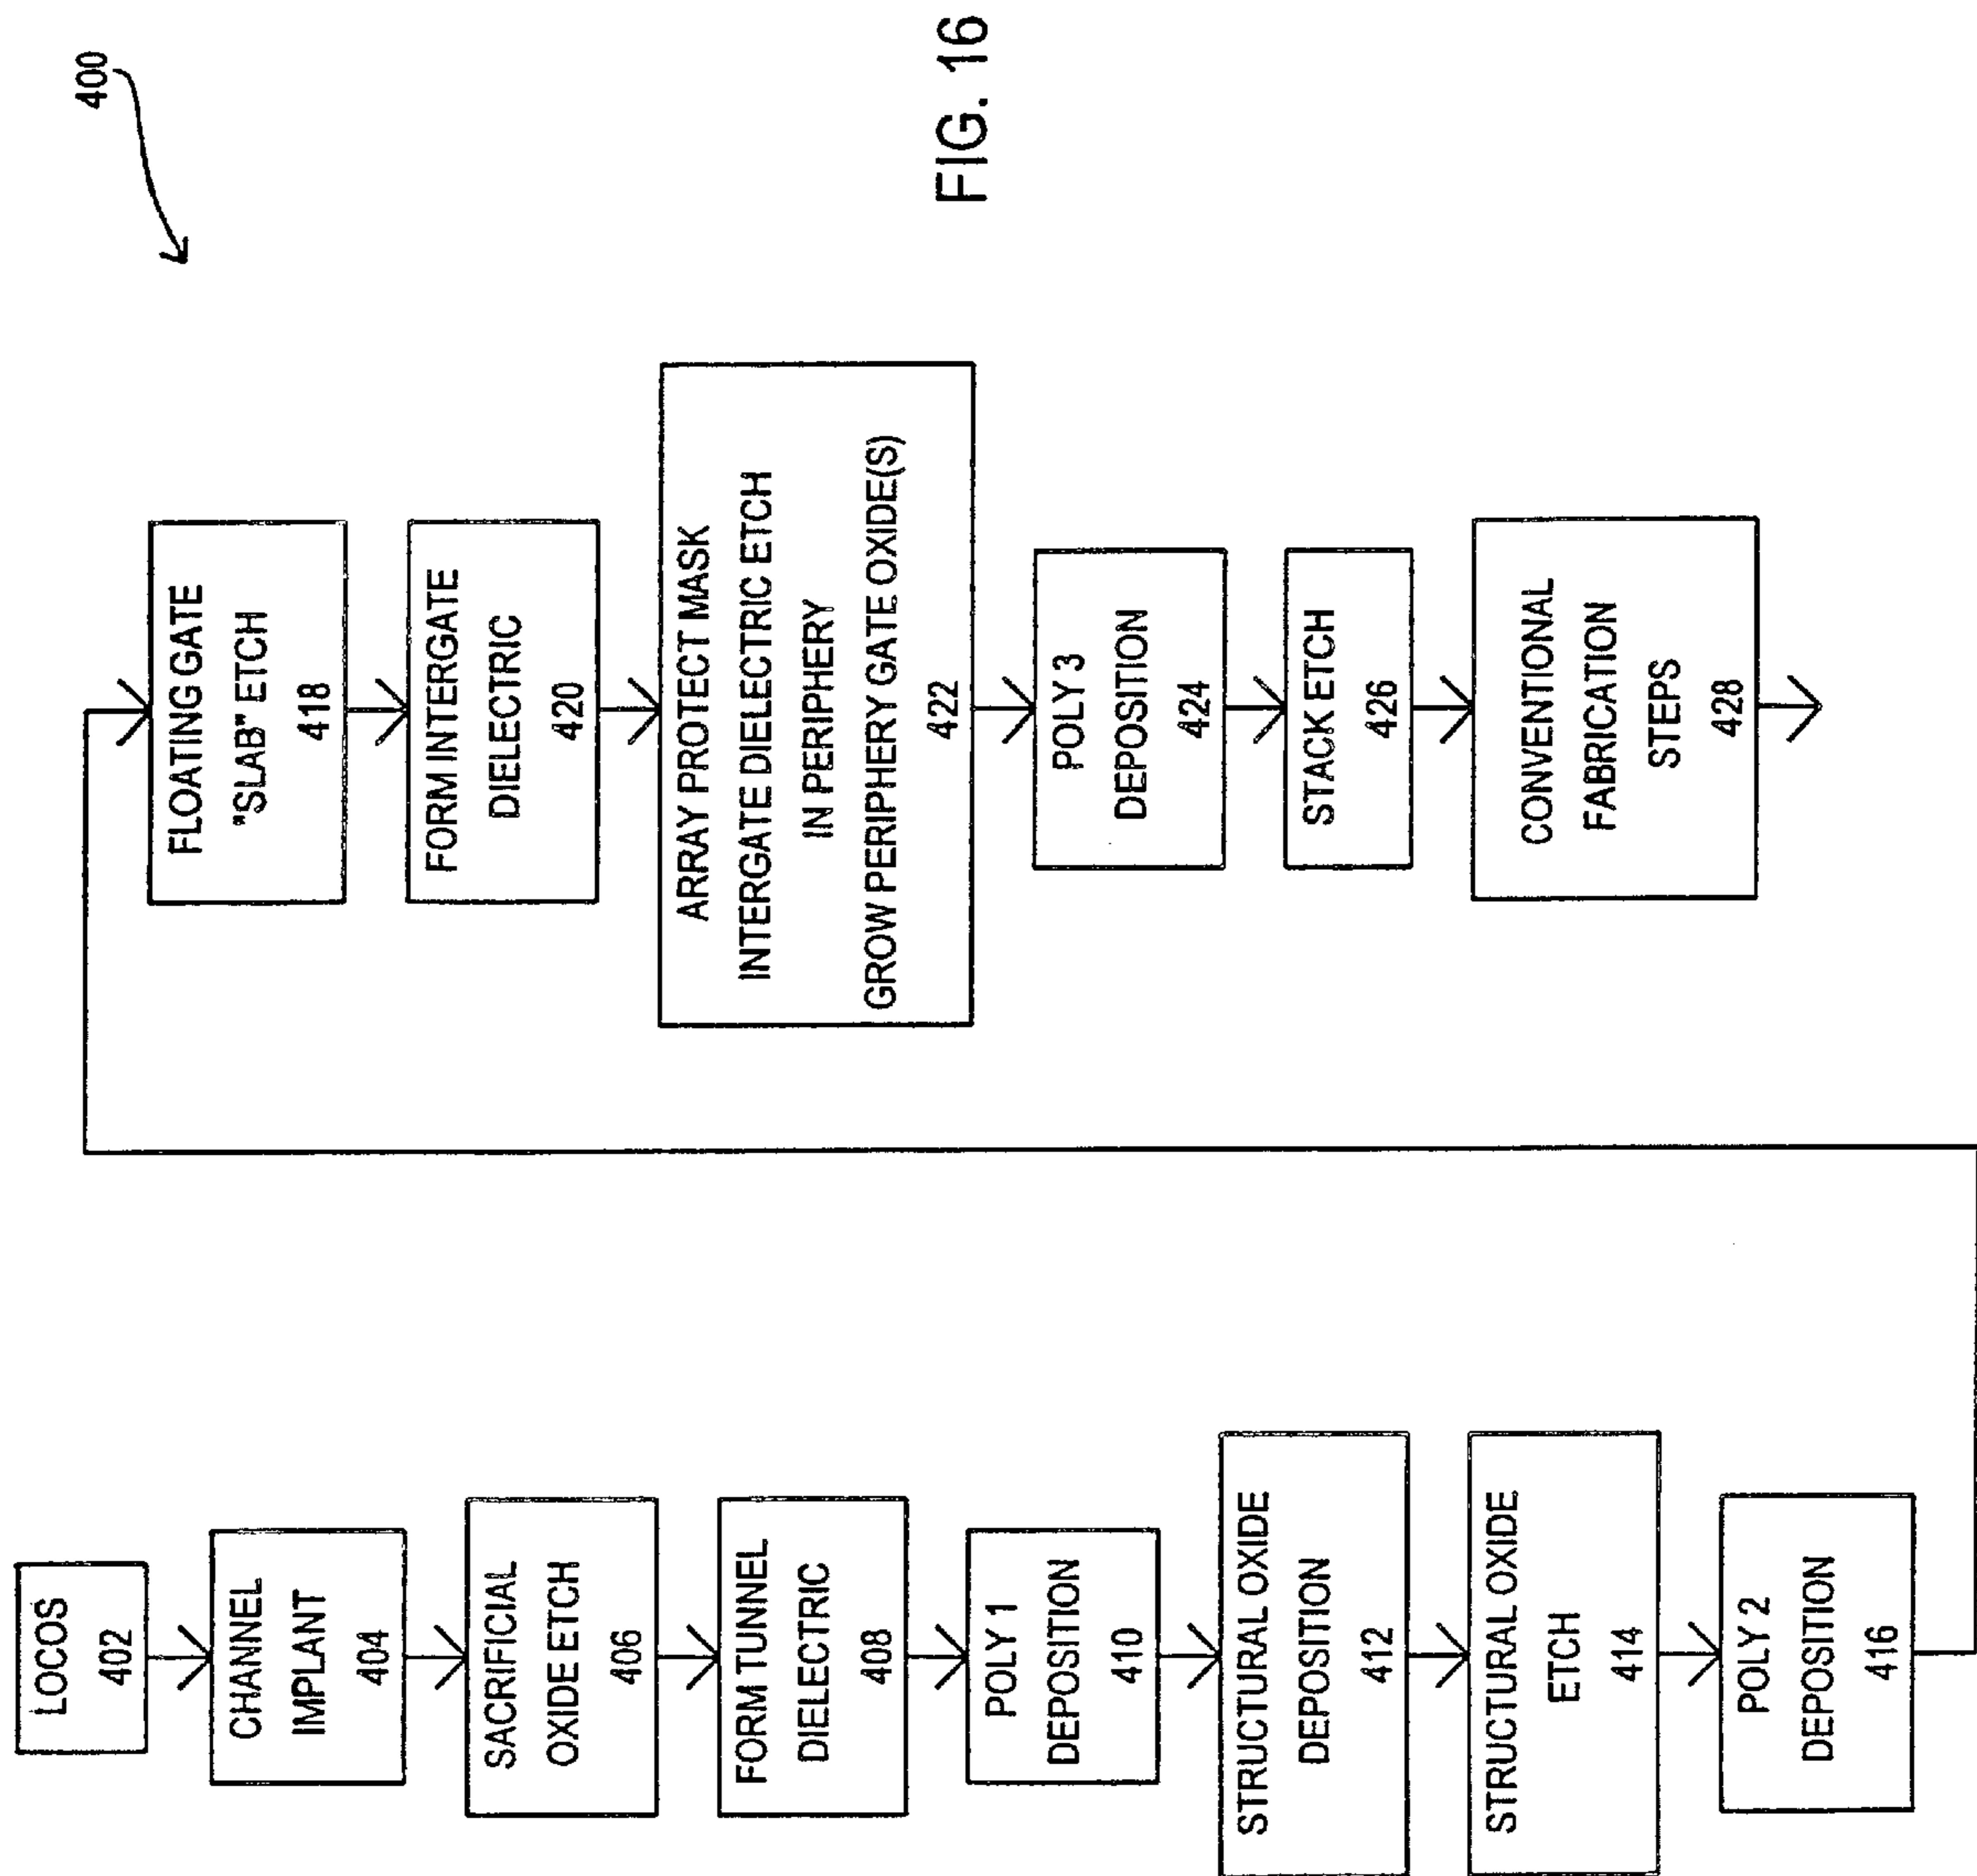 400
LOCOS
402
CHANNEL
IMPLANT
404
SACRIFICIAL
OXIDE ETCH
406
FORM TUNNEL
DIELECTRIC
408
POLY 1
DEPOSITION
410
STRUCTURAL OXIDE
DEPOSITION
412
STRUCTURAL OXIDE
ETCH
414
POLY 2
DEPOSITION
416
FLOATING GATE
"SLAB" ETCH
418
FORM INTERGATE
DIELECTRIC
420
ARRAY PROTECT MASK
INTERGATE DIELECTRIC ETCH
IN PERIPHERY
GROW PERIPHERY GATE OXIDE(S)
422
POLY 3
DEPOSITION
424
STACK ETCH
426
CONVENTIONAL
FABRICATION
STEPS
428
FIG. 16